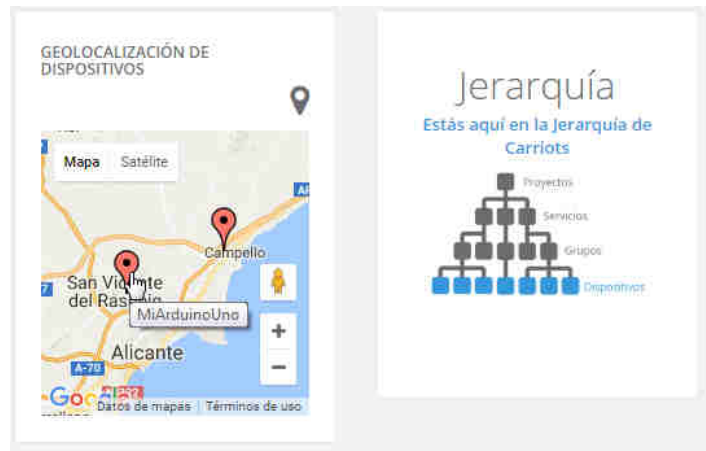 GEOLOCALIZACIÓN DE
DISPOSITIVOS
Mapa Satélite
Campello
San Vicente
del Raspeig
MiArduinoUno
Alicante
A-70
+
−
Google
Datos de mapas Términos de uso
Jerarquía
Estás aquí en la Jerarquía de
Carriots
Proyectos
Servicios
Grupos
Dispositivos